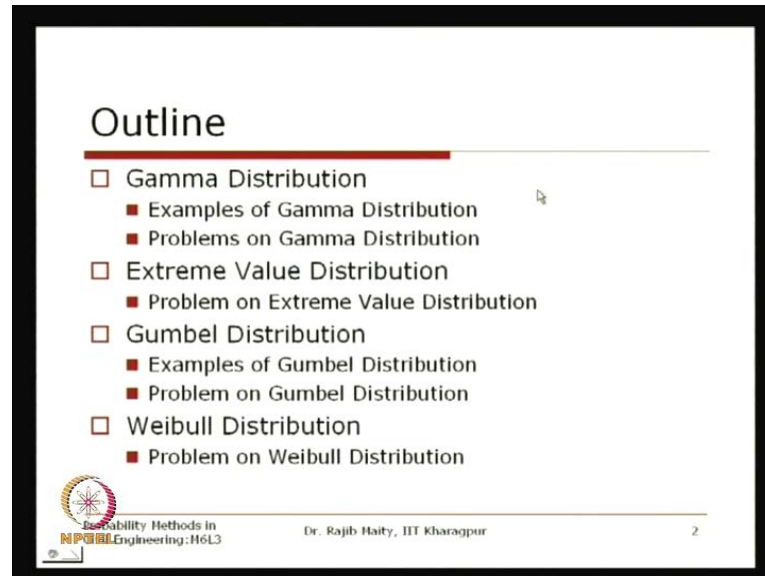 Outline
Gamma Distribution
Examples of Gamma Distribution
Problems on Gamma Distribution
Extreme Value Distribution
Problem on Extreme Value Distribution
Gumbel Distribution
Examples of Gumbel Distribution
Problem on Gumbel Distribution
Weibull Distribution
Problem on Weibull Distribution
Probability Methods in
Engineering:M6L3
NPTEL
Dr. Rajib Maity, IIT Kharagpur
2